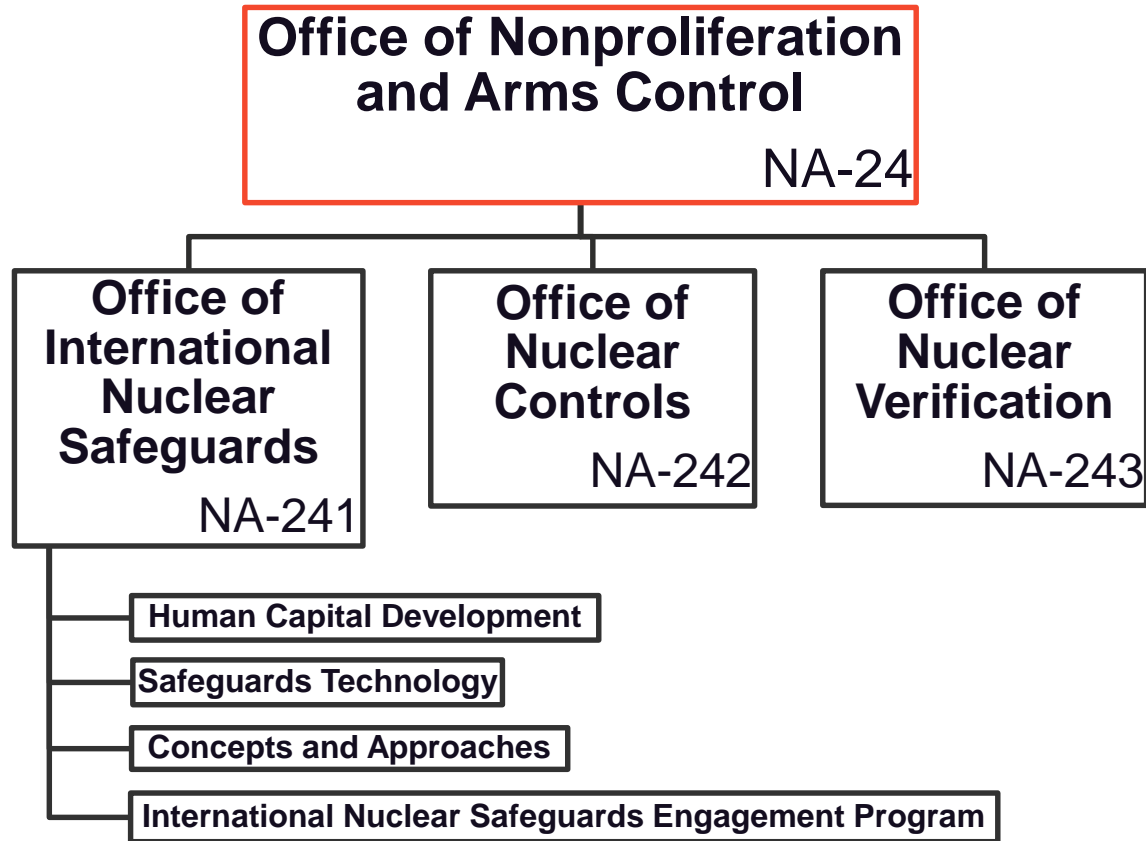 Office of Nonproliferation
and Arms Control
NA-24
Office of
International
Nuclear
Safeguards
NA-241
Office of
Nuclear
Controls
NA-242
Office of
Nuclear
Verification
NA-243
Human Capital Development
Safeguards Technology
Concepts and Approaches
International Nuclear Safeguards Engagement Program